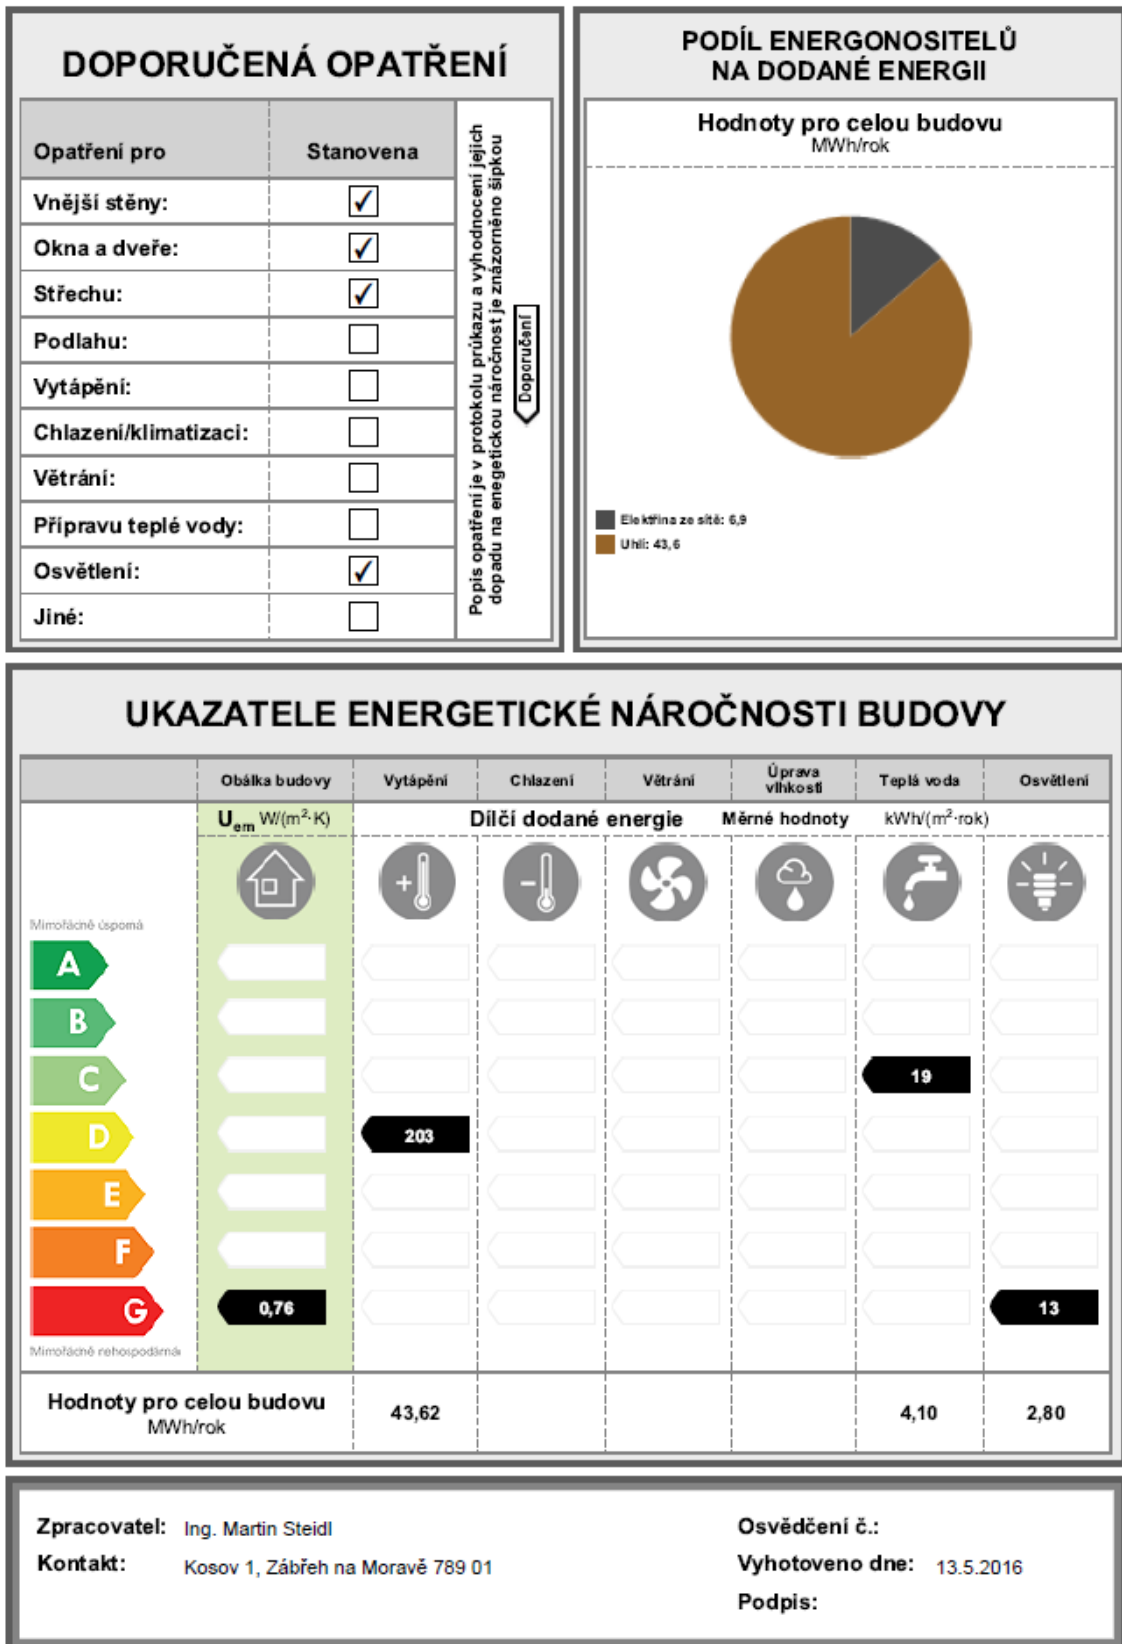 DOPORUČENÁ OPATŘENÍ
Opatření pro Stanovena
Vnější stěny: ✓
Okna a dveře: ✓
Střechu: ✓
Podlahu:
Vytápění:
Chlazení/klimatizaci:
Větrání:
Přípravu teplé vody:
Osvětlení: ✓
Jiné:
Popis opatření je v protokolu průkazu a vyhodnocení jejich
dopadu na enegetickou náročnost je znázorněno šipkou
Doporučení
PODÍL ENERGONOSITELŮ
NA DODANÉ ENERGII
Hodnoty pro celou budovu
MWh/rok
Elektřina ze sítě: 6,9
Uhlí: 43,6
UKAZATELE ENERGETICKÉ NÁROČNOSTI BUDOVY
Obálka budovy Vytápění Chlazení Větrání Úprava vlhkosti Teplá voda Osvětlení
Uem W/(m²·K) Dílčí dodané energie Měrné hodnoty kWh/(m²·rok)
Mimořádně úsporná
A
B
C 19
D 203
E
F
G 0,76 13
Mimořádně nehospodárná
Hodnoty pro celou budovu
MWh/rok
43,62 4,10 2,80
Zpracovatel: Ing. Martin Steidl
Kontakt: Kosov 1, Zábřeh na Moravě 789 01
Osvědčení č.:
Vyhotoveno dne: 13.5.2016
Podpis: